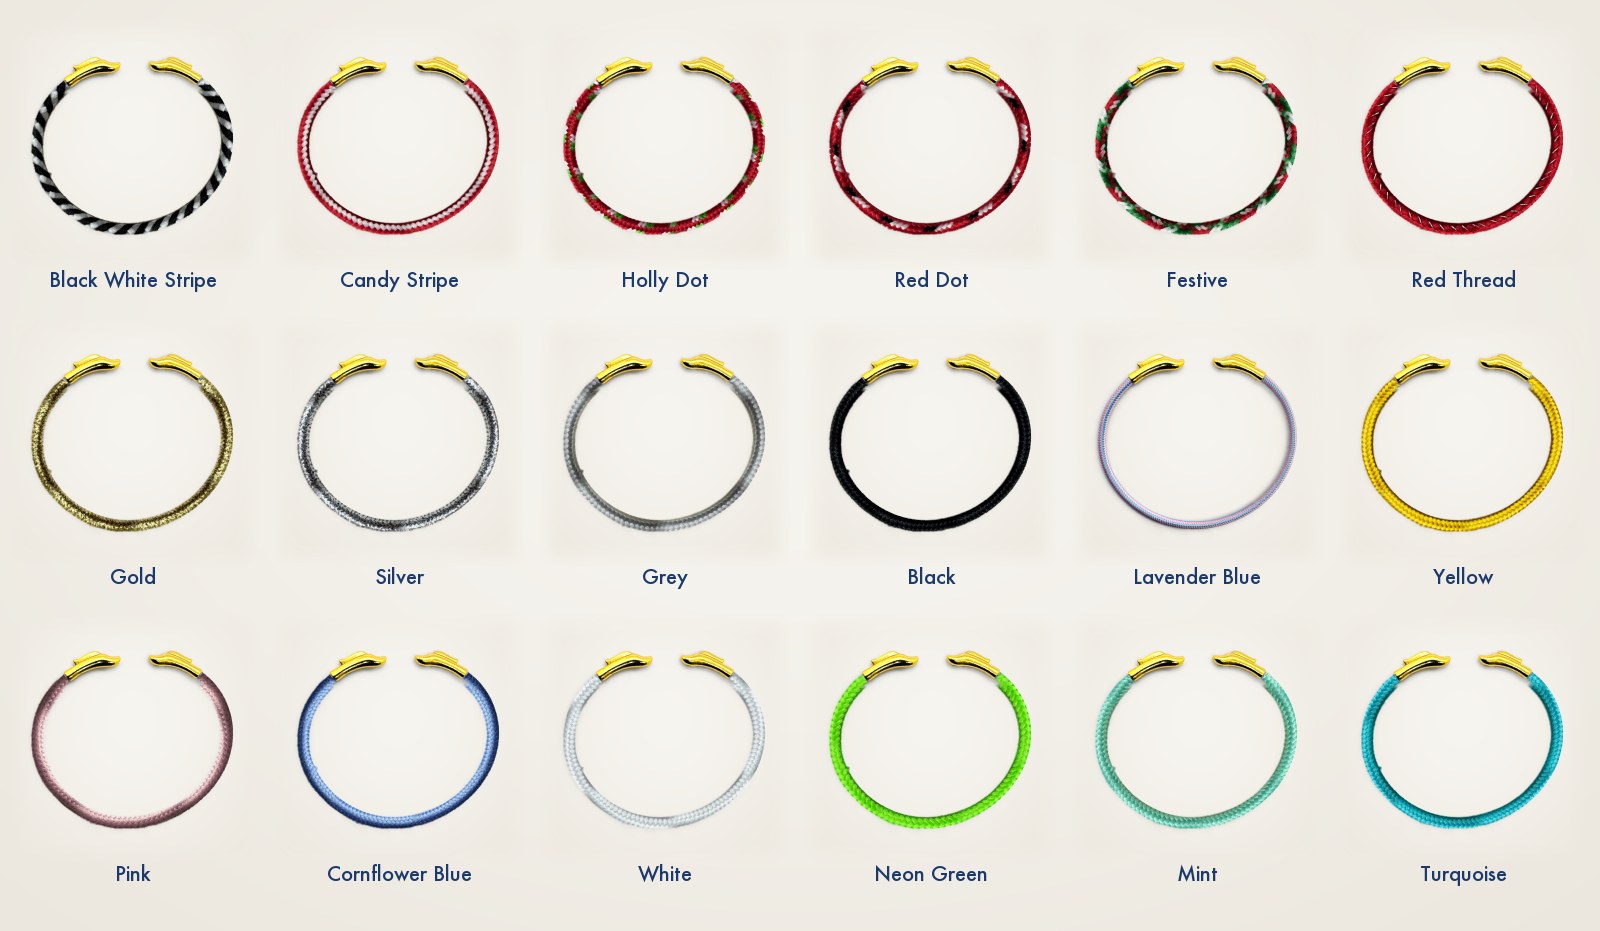 Black White Stripe
Candy Stripe
Holly Dot
Red Dot
Festive
Red Thread
Gold
Silver
Grey
Black
Lavender Blue
Yellow
Pink
Cornflower Blue
White
Neon Green
Mint
Turquoise